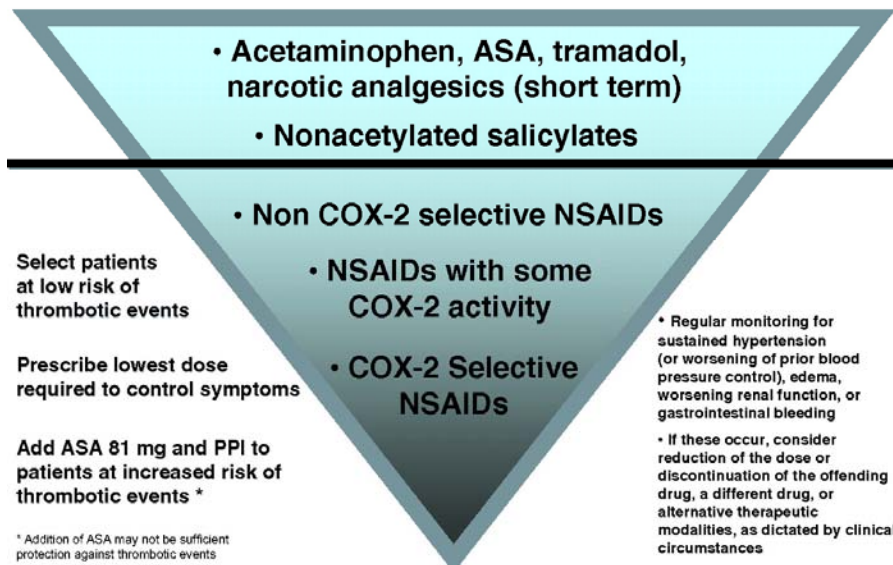 • Acetaminophen, ASA, tramadol,
narcotic analgesics (short term)
• Nonacetylated salicylates
• Non COX-2 selective NSAIDs
• NSAIDs with some
COX-2 activity
• COX-2 Selective
NSAIDs
Select patients
at low risk of
thrombotic events
Prescribe lowest dose
required to control symptoms
Add ASA 81 mg and PPI to
patients at increased risk of
thrombotic events *
* Addition of ASA may not be sufficient
protection against thrombotic events
• Regular monitoring for
sustained hypertension
(or worsening of prior blood
pressure control), edema,
worsening renal function, or
gastrointestinal bleeding
• If these occur, consider
reduction of the dose or
discontinuation of the offending
drug, a different drug, or
alternative therapeutic
modalities, as dictated by clinical
circumstances